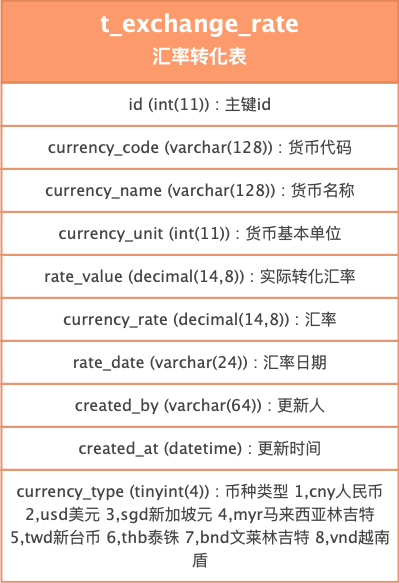 t_exchange_rate
汇率转化表
id (int(11)) : 主键id
currency_code (varchar(128)) : 货币代码
currency_name (varchar(128)) : 货币名称
currency_unit (int(11)) : 货币基本单位
rate_value (decimal(14,8)) : 实际转化汇率
currency_rate (decimal(14,8)) : 汇率
rate_date (varchar(24)) : 汇率日期
created_by (varchar(64)) : 更新人
created_at (datetime) : 更新时间
currency_type (tinyint(4)) : 币种类型 1,cny人民币
2,usd美元 3,sgd新加坡元 4,myr马来西亚林吉特
5,twd新台币 6,thb泰铢 7,bnd文莱林吉特 8,vnd越南
盾